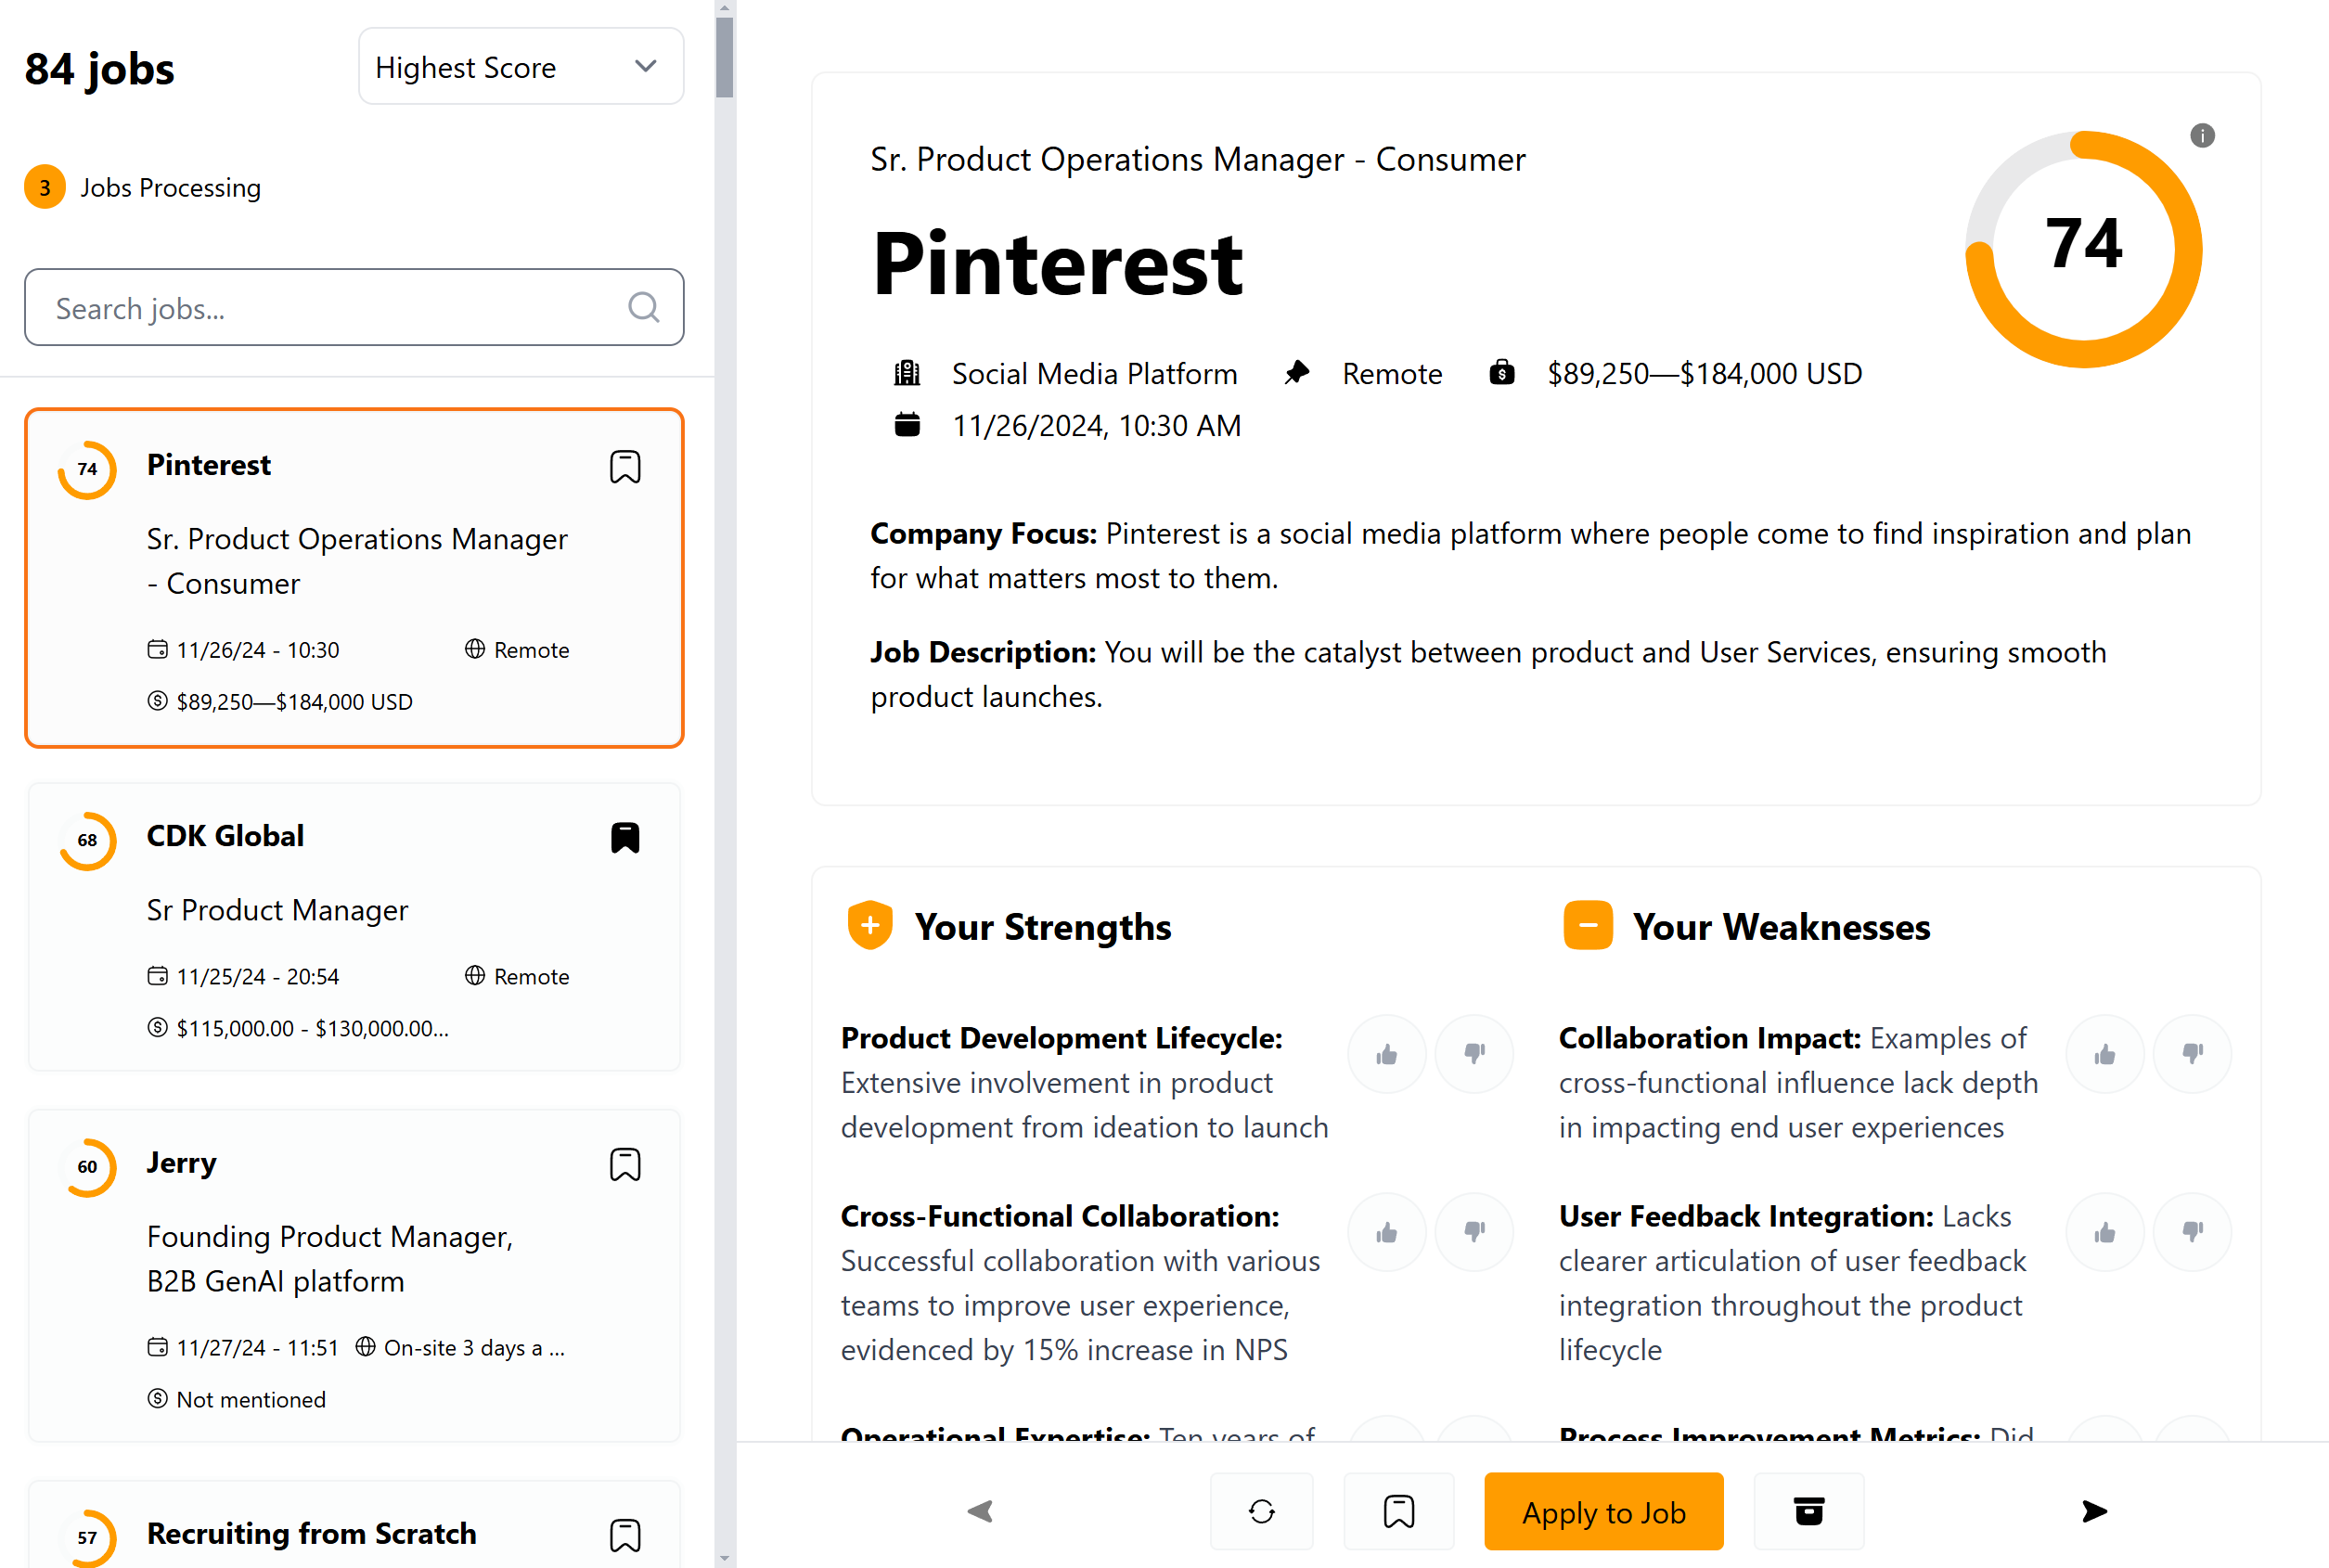 84 jobs
Highest Score
3 Jobs Processing
Search jobs...
74 Pinterest
Sr. Product Operations Manager
- Consumer
11/26/24 - 10:30 Remote
$89,250—$184,000 USD
68 CDK Global
Sr Product Manager
11/25/24 - 20:54 Remote
$115,000.00 - $130,000.00...
60 Jerry
Founding Product Manager,
B2B GenAI platform
11/27/24 - 11:51 On-site 3 days a ...
Not mentioned
57 Recruiting from Scratch
Sr. Product Operations Manager - Consumer
Pinterest
74
Social Media Platform Remote $89,250—$184,000 USD
11/26/2024, 10:30 AM
Company Focus: Pinterest is a social media platform where people come to find inspiration and plan
for what matters most to them.
Job Description: You will be the catalyst between product and User Services, ensuring smooth
product launches.
Your Strengths
Product Development Lifecycle:
Extensive involvement in product
development from ideation to launch
Cross-Functional Collaboration:
Successful collaboration with various
teams to improve user experience,
evidenced by 15% increase in NPS
Operational Expertise: Ten years of
Your Weaknesses
Collaboration Impact: Examples of
cross-functional influence lack depth
in impacting end user experiences
User Feedback Integration: Lacks
clearer articulation of user feedback
integration throughout the product
lifecycle
Process Improvement Metrics: Did
Apply to Job